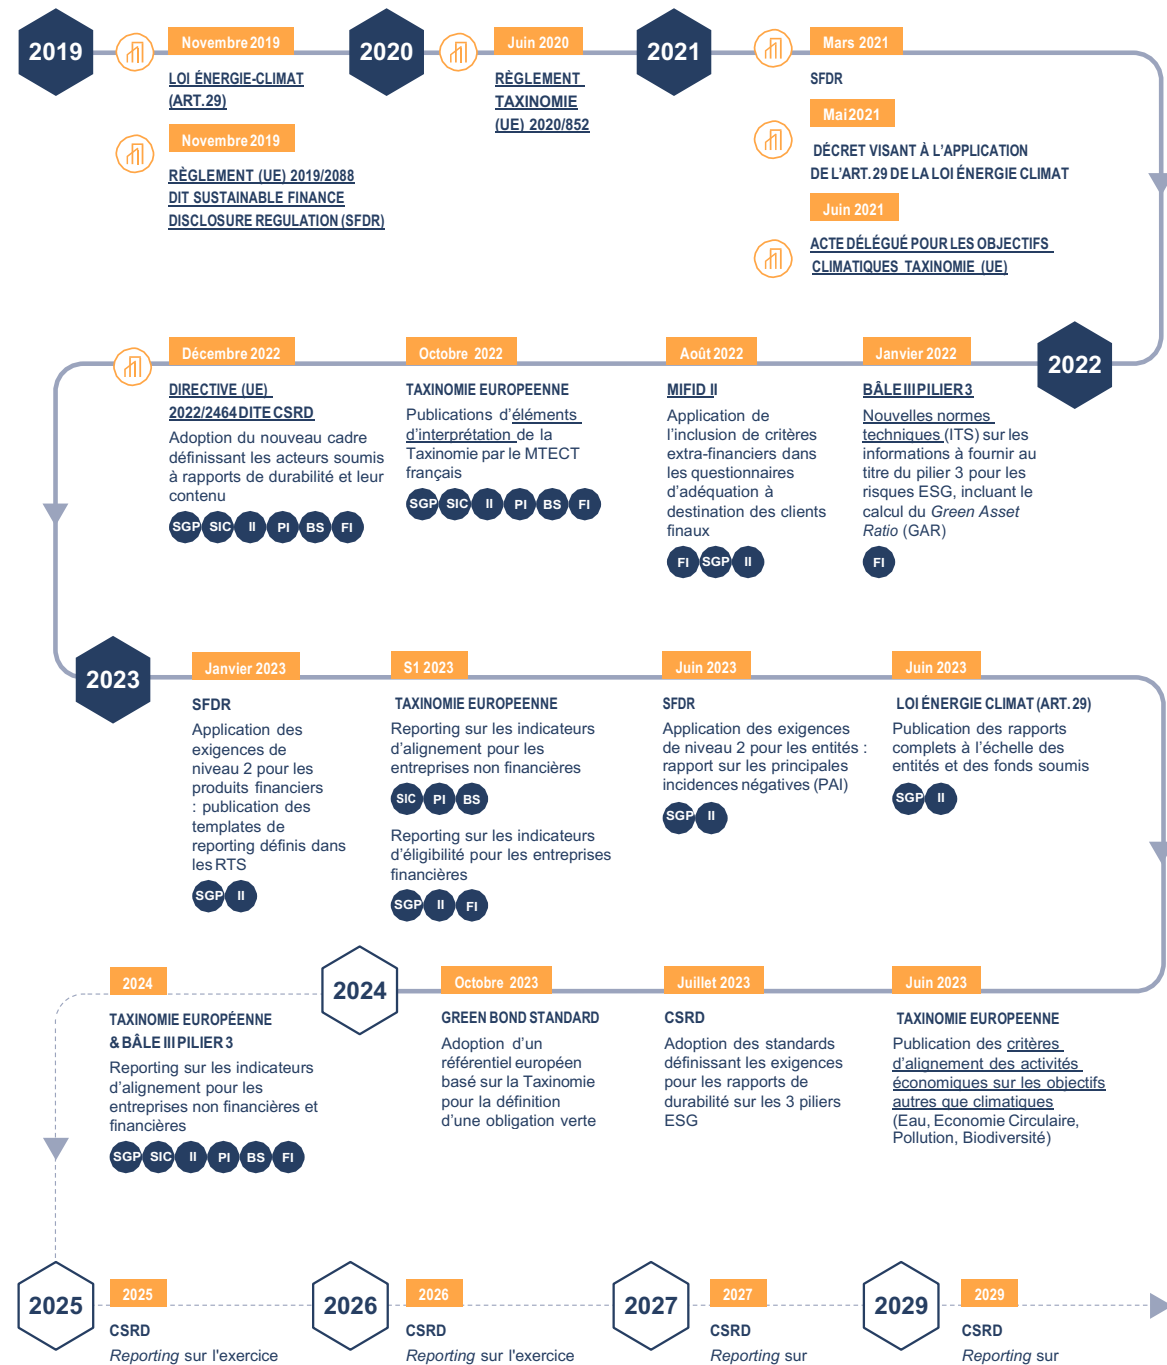 2019
Novembre 2019
LOI ÉNERGIE-CLIMAT
(ART.29)
Novembre 2019
RÈGLEMENT (UE) 2019/2088
DIT SUSTAINABLE FINANCE
DISCLOSURE REGULATION (SFDR)
2020
Juin 2020
RÈGLEMENT
TAXINOMIE
(UE) 2020/852
2021
Mars 2021
SFDR
Mai 2021
DÉCRET VISANT À L'APPLICATION
DE L'ART. 29 DE LA LOI ÉNERGIE CLIMAT
Juin 2021
ACTE DÉLÉGUÉ POUR LES OBJECTIFS
CLIMATIQUES TAXINOMIE (UE)
2022
Janvier 2022
BÂLE III PILIER 3
Nouvelles normes
techniques (ITS) sur les
informations à fournir au
titre du pilier 3 pour les
risques ESG, incluant le
calcul du Green Asset
Ratio (GAR)
FI
Août 2022
MIFID II
Application de
l'inclusion de critères
extra-financiers dans
les questionnaires
d'adéquation à
destination des clients
finaux
FI SGP II
Octobre 2022
TAXINOMIE EUROPEENNE
Publications d'éléments
d'interprétation de la
Taxinomie par le MTECT
français
SGP SIC II PI BS FI
Décembre 2022
DIRECTIVE (UE)
2022/2464 DITE CSRD
Adoption du nouveau cadre
définissant les acteurs soumis
à rapports de durabilité et leur
contenu
SGP SIC II PI BS FI
2023
Janvier 2023
SFDR
Application des
exigences de
niveau 2 pour les
produits financiers
: publication des
templates de
reporting définis dans
les RTS
SGP II
S1 2023
TAXINOMIE EUROPEENNE
Reporting sur les indicateurs
d'alignement pour les
entreprises non financières
SIC PI BS
Reporting sur les indicateurs
d'éligibilité pour les entreprises
financières
SGP II FI
Juin 2023
SFDR
Application des exigences
de niveau 2 pour les entités :
rapport sur les principales
incidences négatives (PAI)
SGP II
Juin 2023
LOI ÉNERGIE CLIMAT (ART. 29)
Publication des rapports
complets à l'échelle des
entités et des fonds soumis
SGP II
Juin 2023
TAXINOMIE EUROPEENNE
Publication des critères
d'alignement des activités
économiques sur les objectifs
autres que climatiques
(Eau, Economie Circulaire,
Pollution, Biodiversité)
Juillet 2023
CSRD
Adoption des standards
définissant les exigences
pour les rapports de
durabilité sur les 3 piliers
ESG
Octobre 2023
GREEN BOND STANDARD
Adoption d'un
référentiel européen
basé sur la Taxinomie
pour la définition
d'une obligation verte
2024
2024
TAXINOMIE EUROPÉENNE
& BÂLE III PILIER 3
Reporting sur les indicateurs
d'alignement pour les
entreprises non financières et
financières
SGP SIC II PI BS FI
2025
2025
CSRD
Reporting sur l'exercice
2026
2026
CSRD
Reporting sur l'exercice
2027
2027
CSRD
Reporting sur
2029
2029
CSRD
Reporting sur